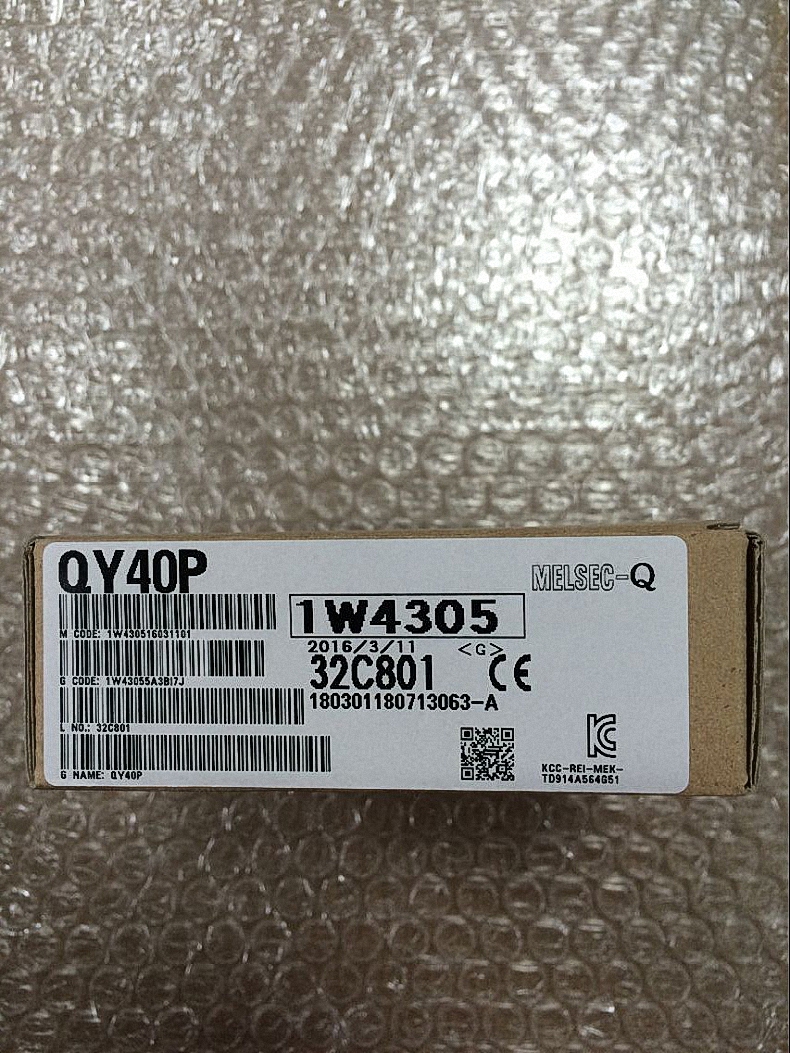 QY40P
MELSEC-Q
M CODE: 1W430516031101
1W4305
2016/3/11 <G>
G CODE: 1W43055A3BI7J
32C801 CE
180301180713063-A
L NO.: 32C801
G NAME: QY40P
KCC-REI-MEK-
TD914A564G51